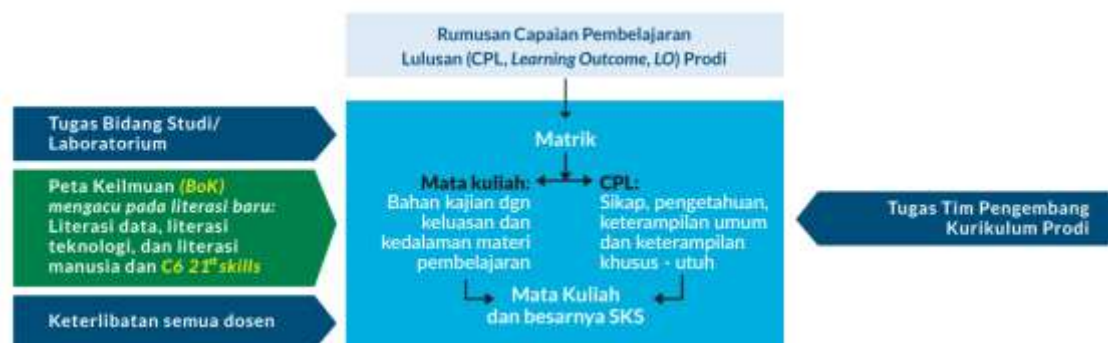 Rumusan Capaian Pembelajaran
Lulusan (CPL, Learning Outcome, LO) Prodi
Tugas Bidang Studi/
Laboratorium
Peta Keilmuan (BoK)
mengacu pada literasi baru:
Literasi data, literasi
teknologi, dan literasi
manusia dan C6 21st skills
Keterlibatan semua dosen
Matrik
Mata kuliah:
Bahan kajian dgn
keluasan dan
kedalaman materi
pembelajaran
CPL:
Sikap, pengetahuan,
keterampilan umum
dan keterampilan
khusus - utuh
Mata Kuliah
dan besarnya SKS
Tugas Tim Pengembang
Kurikulum Prodi